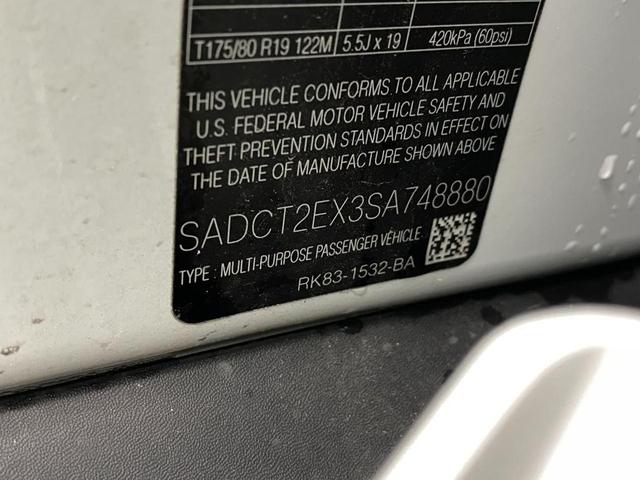 T175/80 R19 122M 5.5J x 19 420kPa (60psi)
THIS VEHICLE CONFORMS TO ALL APPLICABLE
U.S. FEDERAL MOTOR VEHICLE SAFETY AND
THEFT PREVENTION STANDARDS IN EFFECT ON
THE DATE OF MANUFACTURE SHOWN ABOVE
SADCT2EX3SA748880
TYPE : MULTI-PURPOSE PASSENGER VEHICLE
RK83-1532-BA